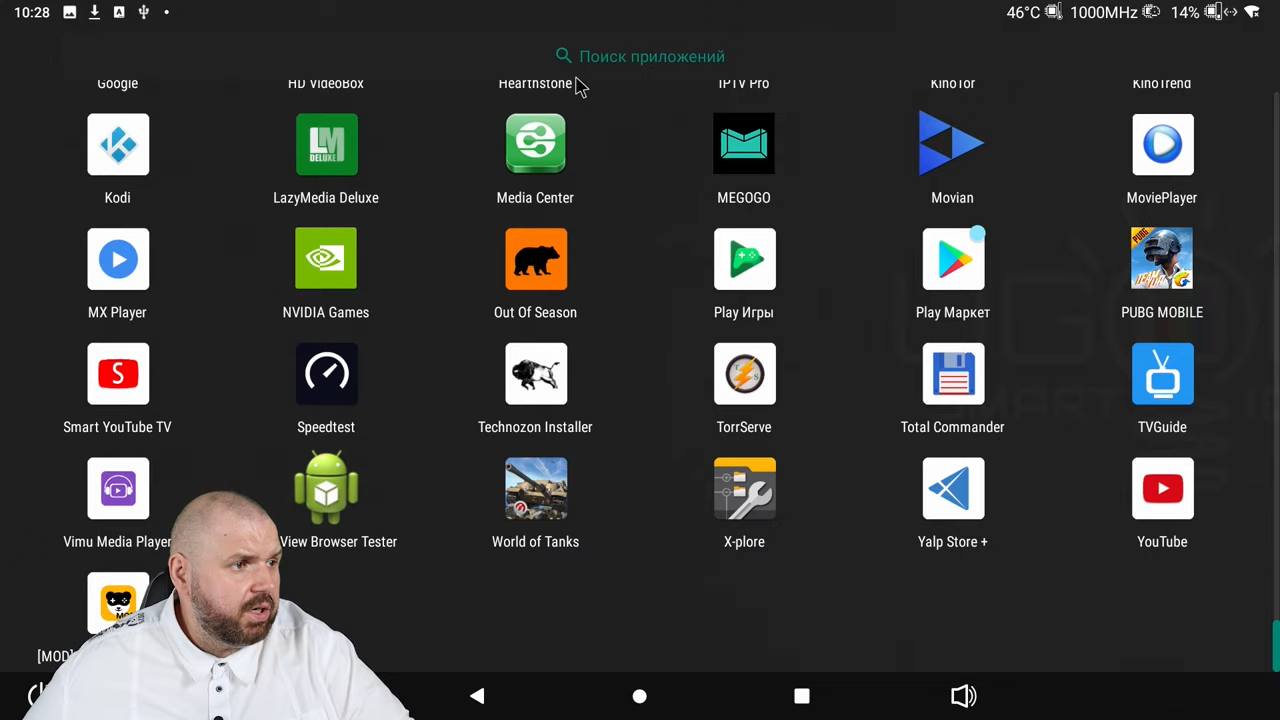 10:28 46°C 1000MHz 14%
Поиск приложений
Google HD VideoBox Hearthstone IPTV Pro KinoTor KinoTrend
Kodi LazyMedia Deluxe Media Center MEGOGO Movian MoviePlayer
MX Player NVIDIA Games Out Of Season Play Игры Play Маркет PUBG MOBILE
Smart YouTube TV Speedtest Technozon Installer TorrServe Total Commander TVGuide
Vimu Media Player View Browser Tester World of Tanks X-plore Yalp Store + YouTube
[MOD]